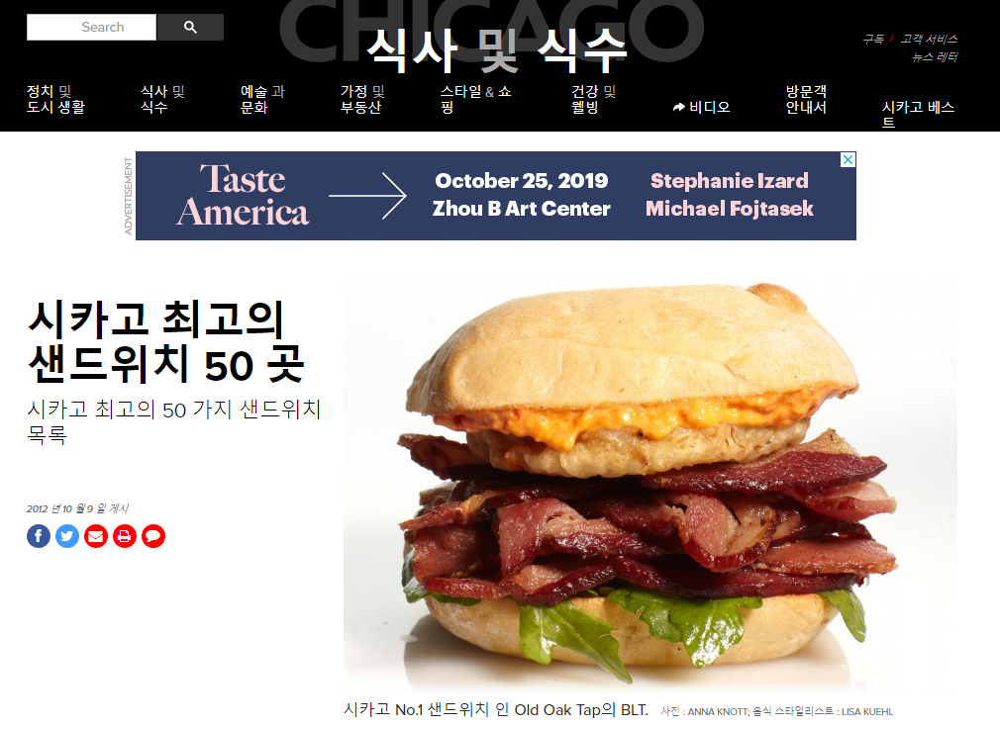 CHICAGO
식사 및 식수
Search
구독 / 고객 서비스
뉴스 레터
정치 및
도시 생활
식사 및
식수
예술 과
문화
가정 및
부동산
스타일 & 쇼
핑
건강 및
웰빙
비디오
방문객
안내서
시카고 베스
트
ADVERTISEMENT
Taste
America
October 25, 2019
Zhou B Art Center
Stephanie Izard
Michael Fojtasek
시카고 최고의
샌드위치 50 곳
시카고 최고의 50 가지 샌드위치
목록
2012 년 10 월 9 일 게시
시카고 No.1 샌드위치 인 Old Oak Tap의 BLT. 사진 : ANNA KNOTT; 음식 스타일리스트 : LISA KUEHL